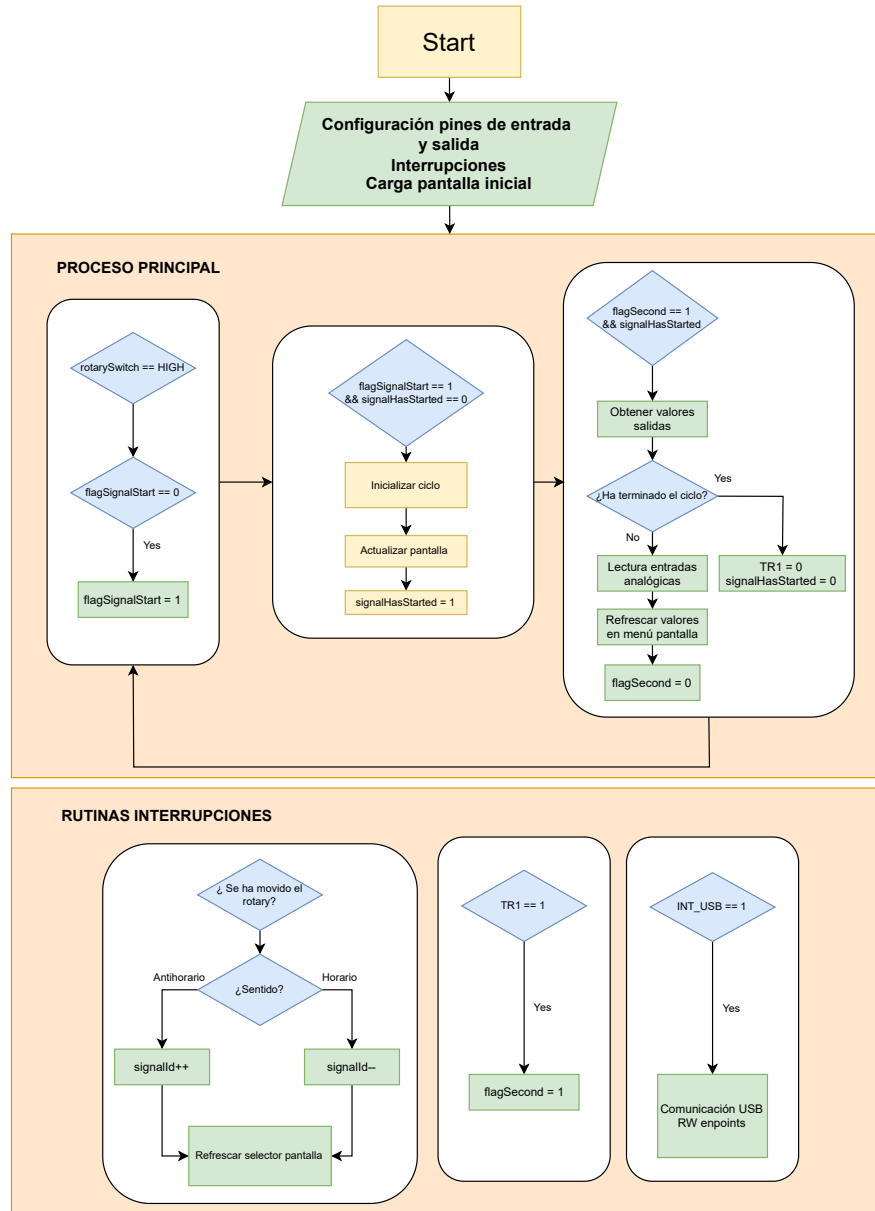 Start
Configuración pines de entrada
y salida
Interrupciones
Carga pantalla inicial
PROCESO PRINCIPAL
rotarySwitch == HIGH
flagSignalStart == 0
Yes
flagSignalStart = 1
flagSignalStart == 1
&& signalHasStarted == 0
Inicializar ciclo
Actualizar pantalla
signalHasStarted = 1
flagSecond == 1
&& signalHasStarted
Obtener valores
salidas
¿Ha terminado el ciclo?
Yes
No
Lectura entradas
analógicas
TR1 = 0
signalHasStarted = 0
Refrescar valores
en menú pantalla
flagSecond = 0
RUTINAS INTERRUPCIONES
¿ Se ha movido el
rotary?
¿Sentido?
Antihorario
Horario
signalId++
signalId--
Refrescar selector pantalla
TR1 == 1
Yes
flagSecond = 1
INT_USB == 1
Yes
Comunicación USB
RW enpoints